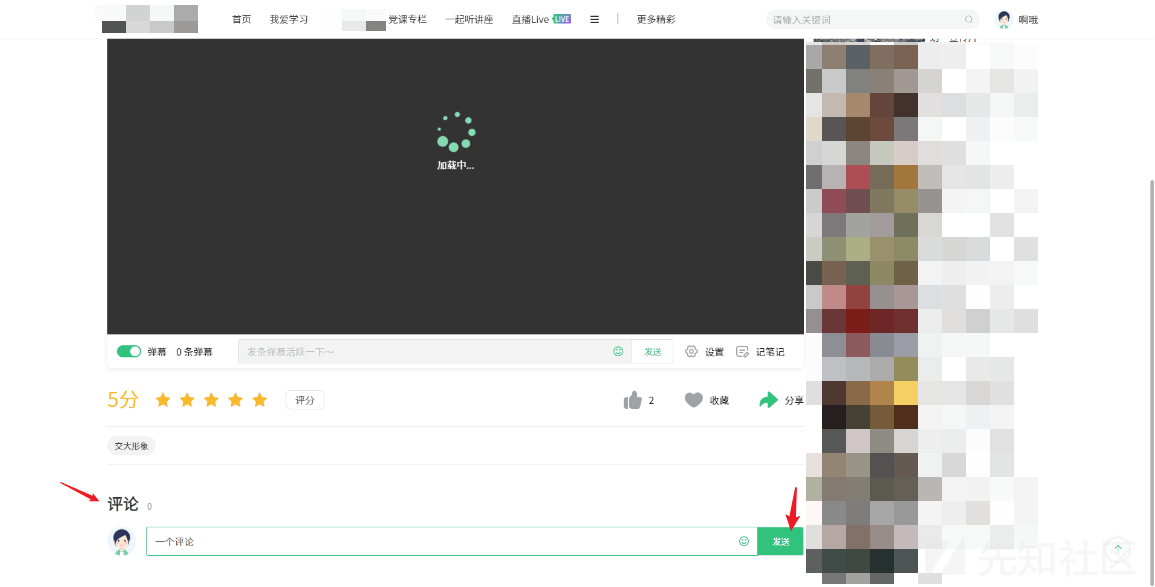 首页 我爱学习 党课专栏 一起听讲座 直播Live LIVE 更多精彩 请输入关键词 啊哦
加载中...
弹幕 0 条弹幕 发条弹幕活跃一下～ 发送 设置 记笔记
5分 评分 2 收藏 分享
交大形象
评论 0
一个评论 发送
先知社区